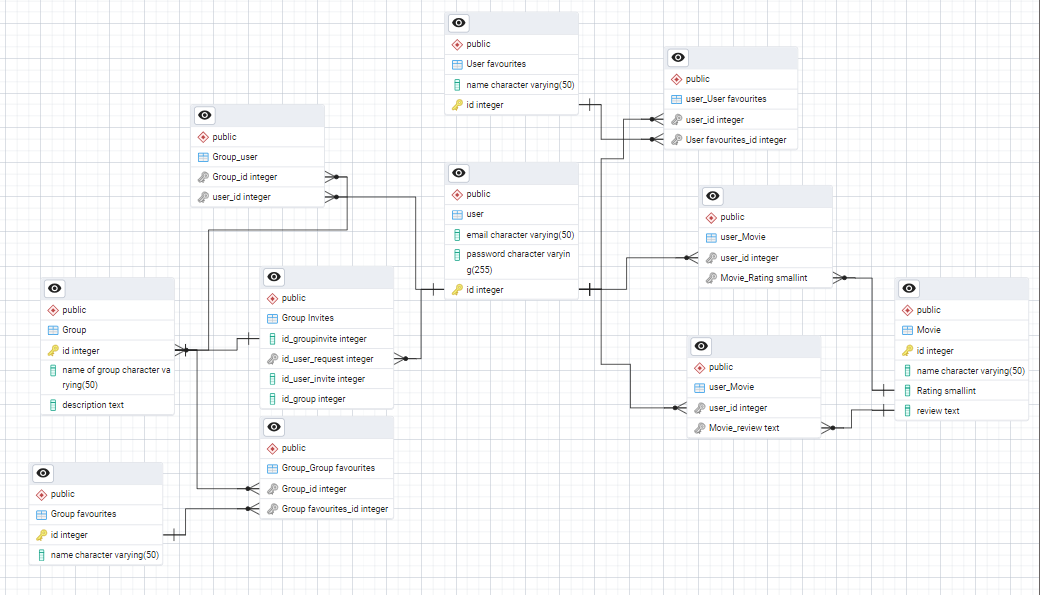 public
User favourites
name character varying(50)
id integer
public
user_User favourites
user_id integer
User favourites_id integer
public
Group_user
Group_id integer
user_id integer
public
user
email character varying(50)
password character varyin
g(255)
id integer
public
user_Movie
user_id integer
Movie_Rating smallint
public
Group
id integer
name of group character va
rying(50)
description text
public
Group Invites
id_groupinvite integer
id_user_request integer
id_user_invite integer
id_group integer
public
Movie
id integer
name character varying(50)
Rating smallint
review text
public
user_Movie
user_id integer
Movie_review text
public
Group_Group favourites
Group_id integer
Group favourites_id integer
public
Group favourites
id integer
name character varying(50)